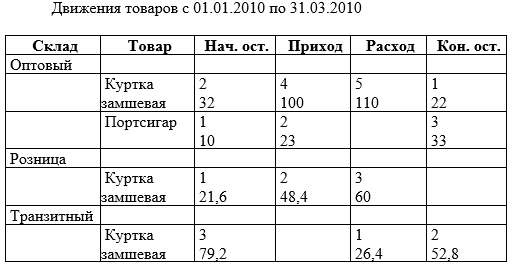 Движения товаров с 01.01.2010 по 31.03.2010
Склад Товар Нач. ост. Приход Расход Кон. ост.
Оптовый
Куртка 2 4 5 1
замшевая 32 100 110 22
Портсигар 1 2 3
10 23 33
Розница
Куртка 1 2 3
замшевая 21,6 48,4 60
Транзитный
Куртка 3 1 2
замшевая 79,2 26,4 52,8